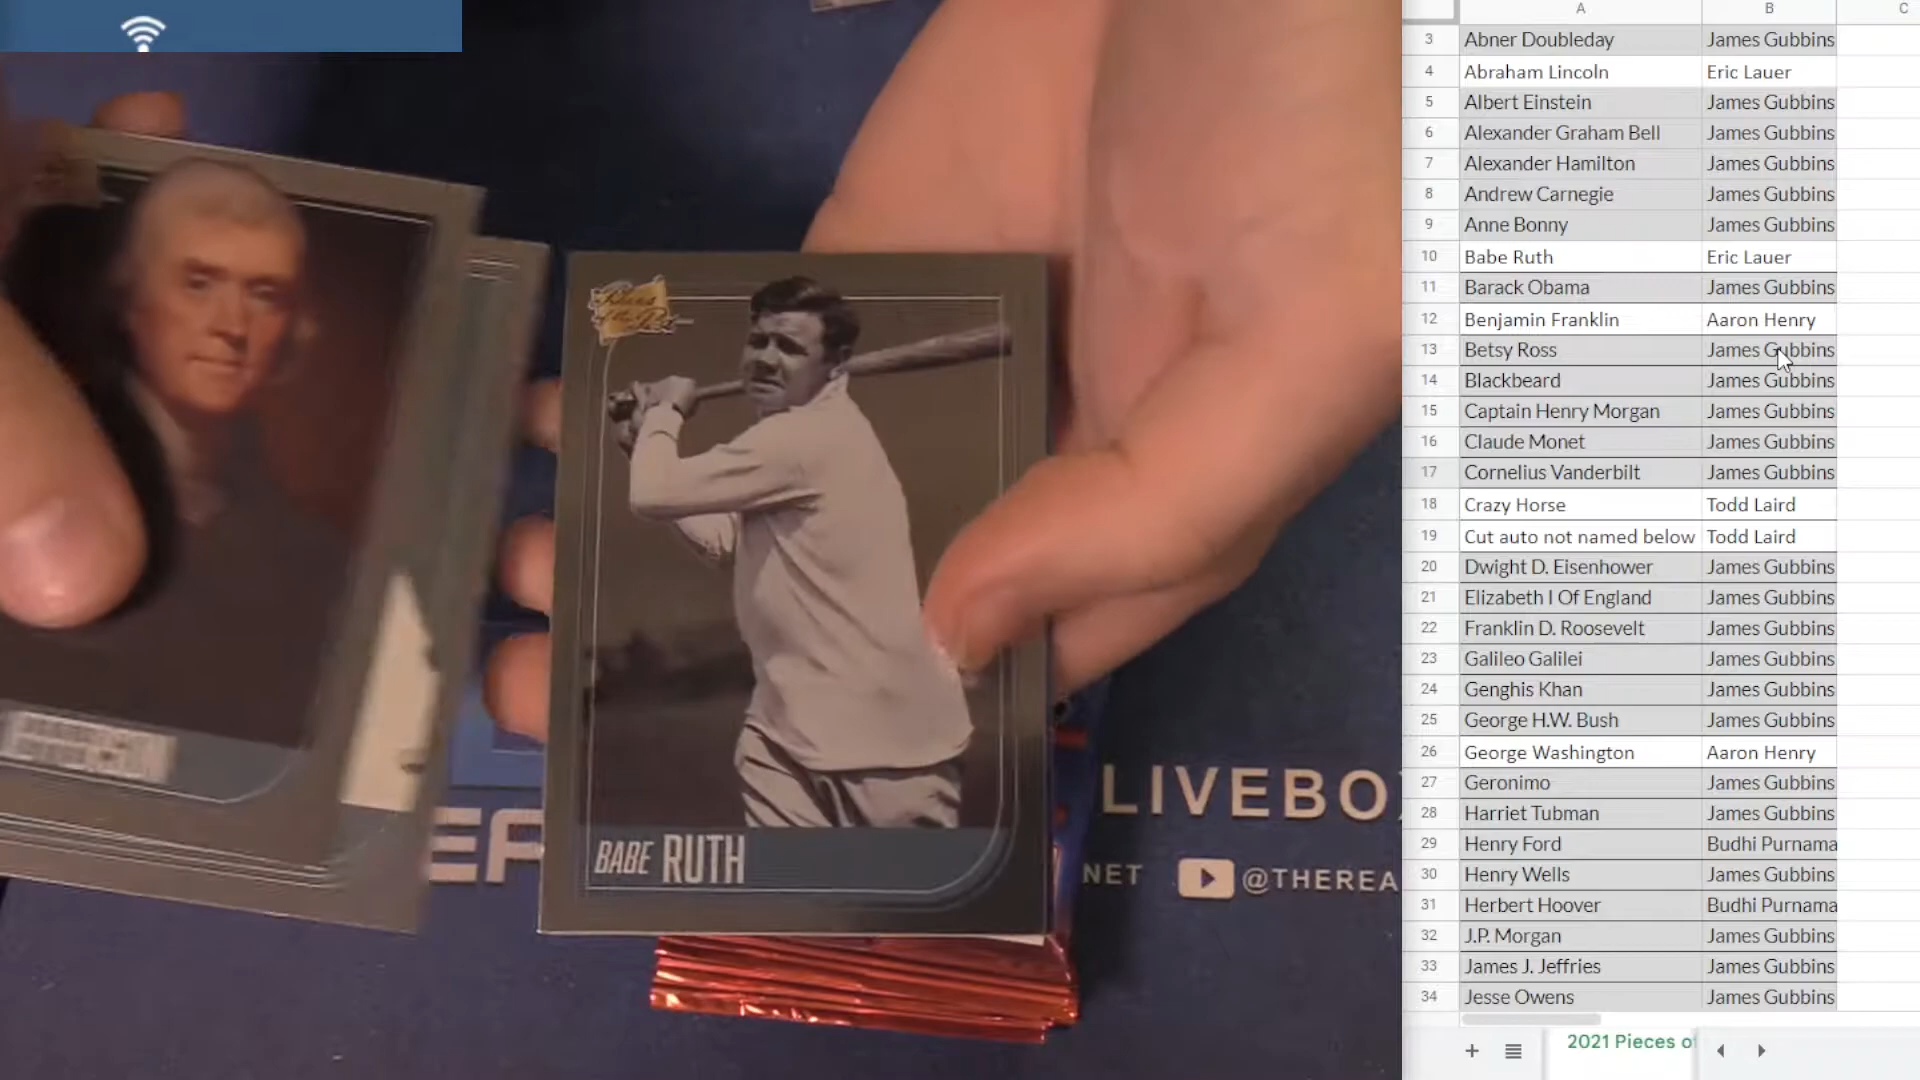 Pieces
of the Past
BABE RUTH
LIVEBO
NET
@THEREA
A B C
3 Abner Doubleday James Gubbins
4 Abraham Lincoln Eric Lauer
5 Albert Einstein James Gubbins
6 Alexander Graham Bell James Gubbins
7 Alexander Hamilton James Gubbins
8 Andrew Carnegie James Gubbins
9 Anne Bonny James Gubbins
10 Babe Ruth Eric Lauer
11 Barack Obama James Gubbins
12 Benjamin Franklin Aaron Henry
13 Betsy Ross James Gubbins
14 Blackbeard James Gubbins
15 Captain Henry Morgan James Gubbins
16 Claude Monet James Gubbins
17 Cornelius Vanderbilt James Gubbins
18 Crazy Horse Todd Laird
19 Cut auto not named below Todd Laird
20 Dwight D. Eisenhower James Gubbins
21 Elizabeth I Of England James Gubbins
22 Franklin D. Roosevelt James Gubbins
23 Galileo Galilei James Gubbins
24 Genghis Khan James Gubbins
25 George H.W. Bush James Gubbins
26 George Washington Aaron Henry
27 Geronimo James Gubbins
28 Harriet Tubman James Gubbins
29 Henry Ford Budhi Purnama
30 Henry Wells James Gubbins
31 Herbert Hoover Budhi Purnama
32 J.P. Morgan James Gubbins
33 James J. Jeffries James Gubbins
34 Jesse Owens James Gubbins
2021 Pieces of